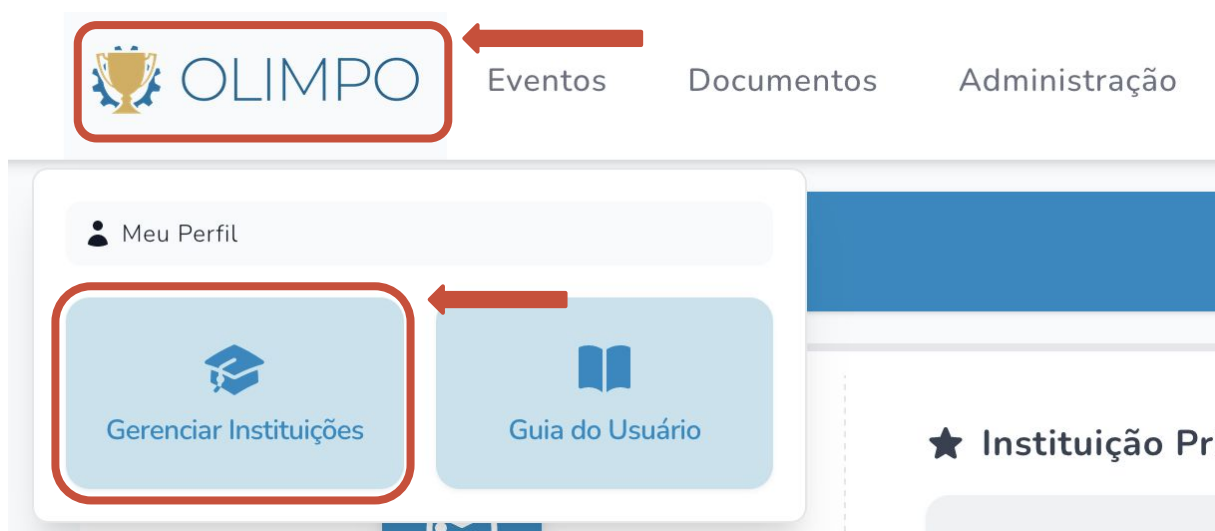 OLIMPO Eventos Documentos Administração
Meu Perfil
Gerenciar Instituições Guia do Usuário
Instituição Pr